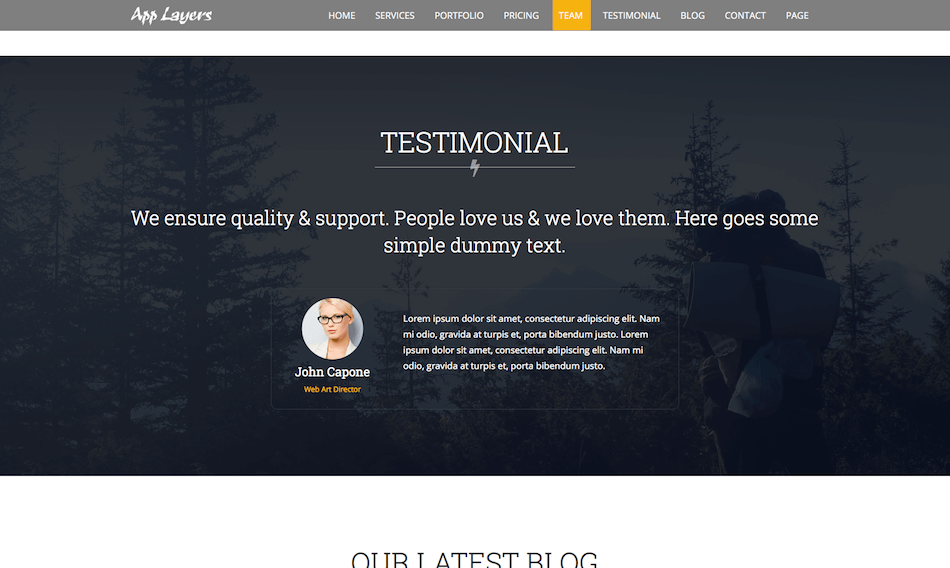 App Layers
HOME SERVICES PORTFOLIO PRICING TEAM TESTIMONIAL BLOG CONTACT PAGE
TESTIMONIAL
We ensure quality & support. People love us & we love them. Here goes some
simple dummy text.
Lorem ipsum dolor sit amet, consectetur adipiscing elit. Nam
mi odio, gravida at turpis et, porta bibendum justo. Lorem
ipsum dolor sit amet, consectetur adipiscing elit. Nam mi
odio, gravida at turpis et, porta bibendum justo.
John Capone
Web Art Director
OUR LATEST BLOG